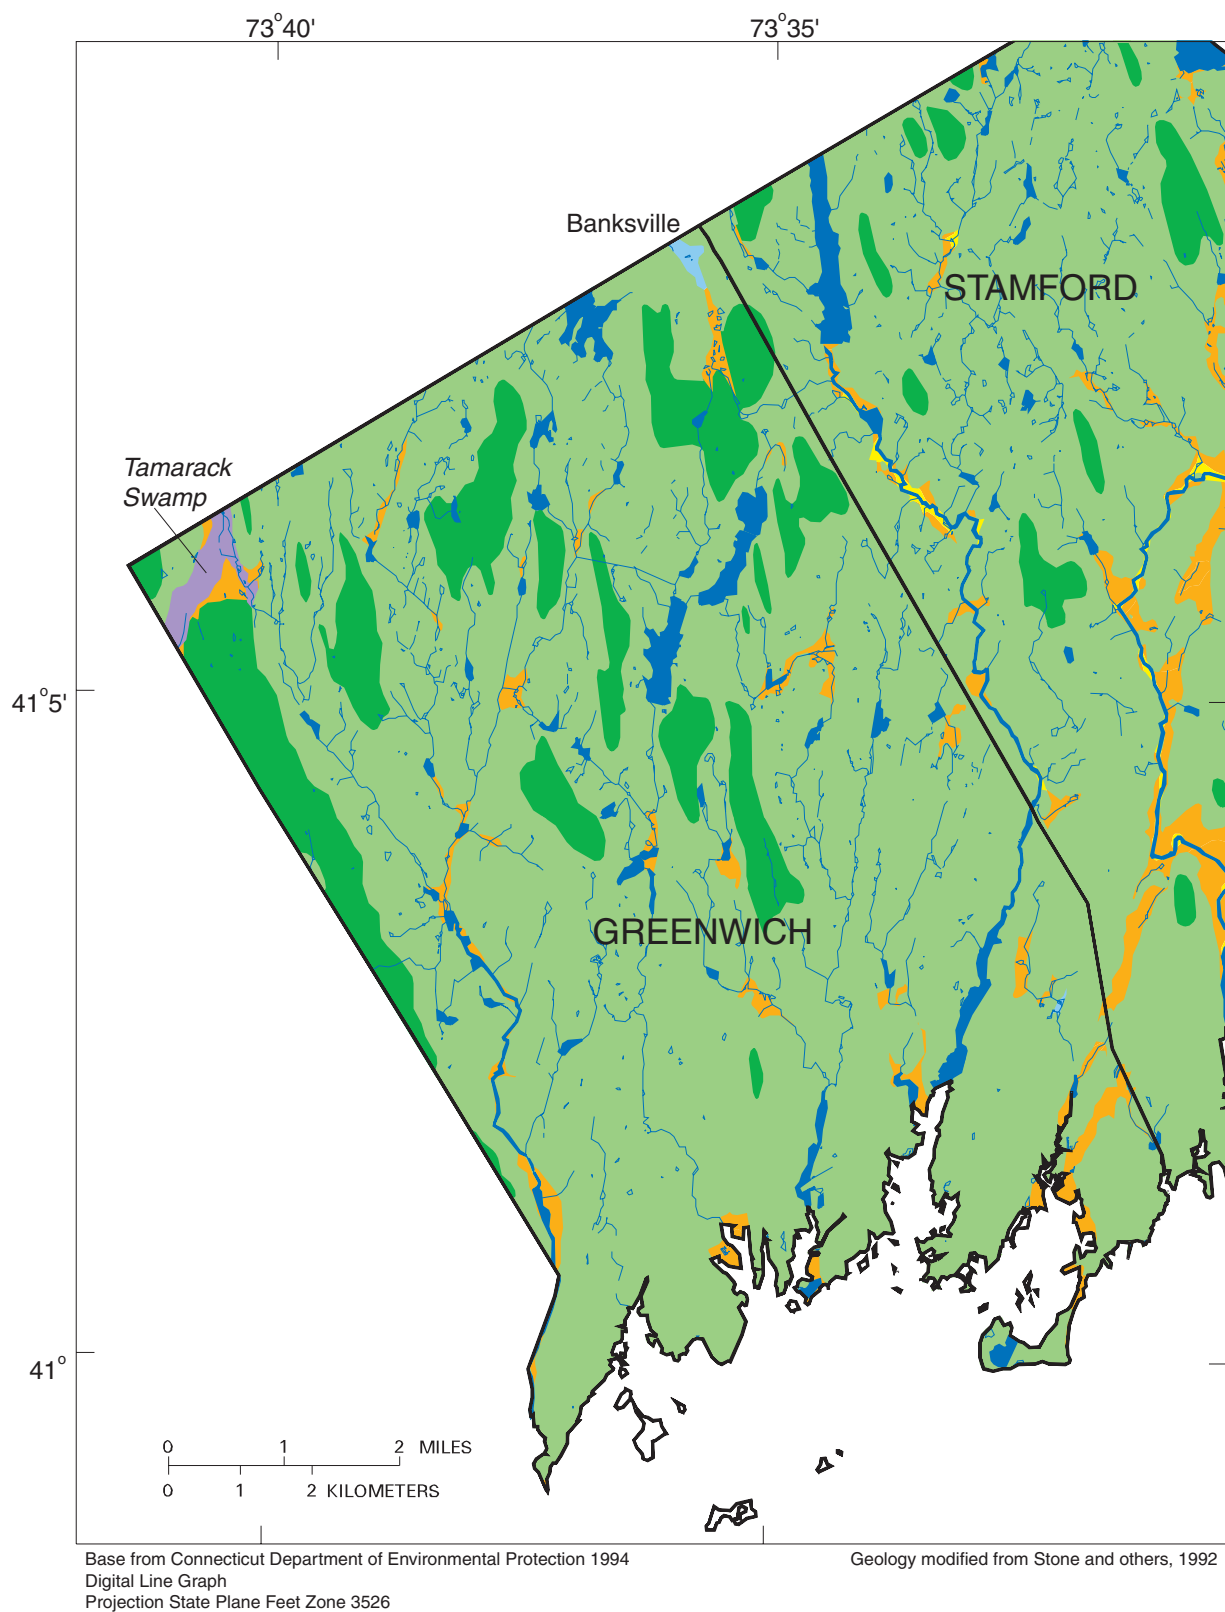 73°40'
73°35'
Banksville
STAMFORD
Tamarack
Swamp
41°5'
GREENWICH
41°
0 1 2 MILES
0 1 2 KILOMETERS
Base from Connecticut Department of Environmental Protection 1994
Digital Line Graph
Projection State Plane Feet Zone 3526
Geology modified from Stone and others, 1992